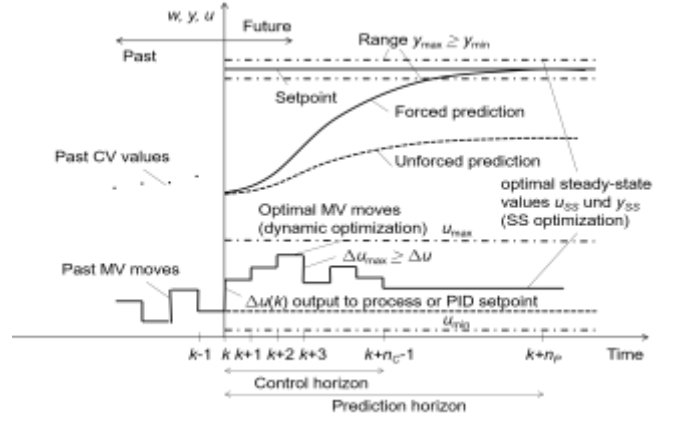 w, y, u
Future
Past
Range y_max ≥ y_min
Setpoint
Forced prediction
Past CV values
Unforced prediction
optimal steady-state
values u_SS und y_SS
(SS optimization)
Optimal MV moves
(dynamic optimization)
u_max
Δu_max ≥ Δu
Past MV moves
Δu(k) output to process or PID setpoint
u_min
k-1
k
k+1
k+2
k+3
k+n_C-1
k+n_P
Time
Control horizon
Prediction horizon